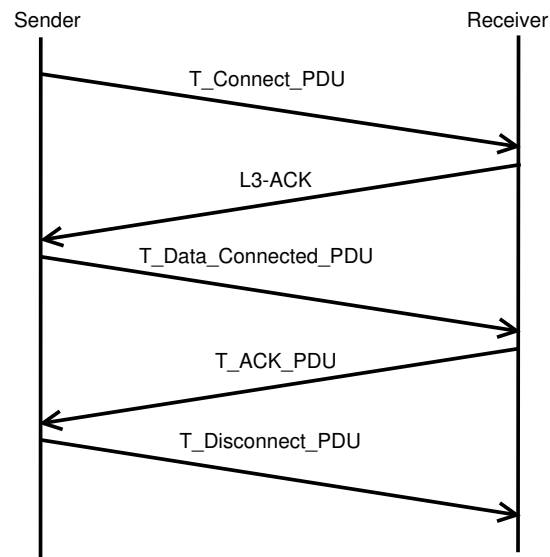 Sender
Receiver
T_Connect_PDU
L3-ACK
T_Data_Connected_PDU
T_ACK_PDU
T_Disconnect_PDU